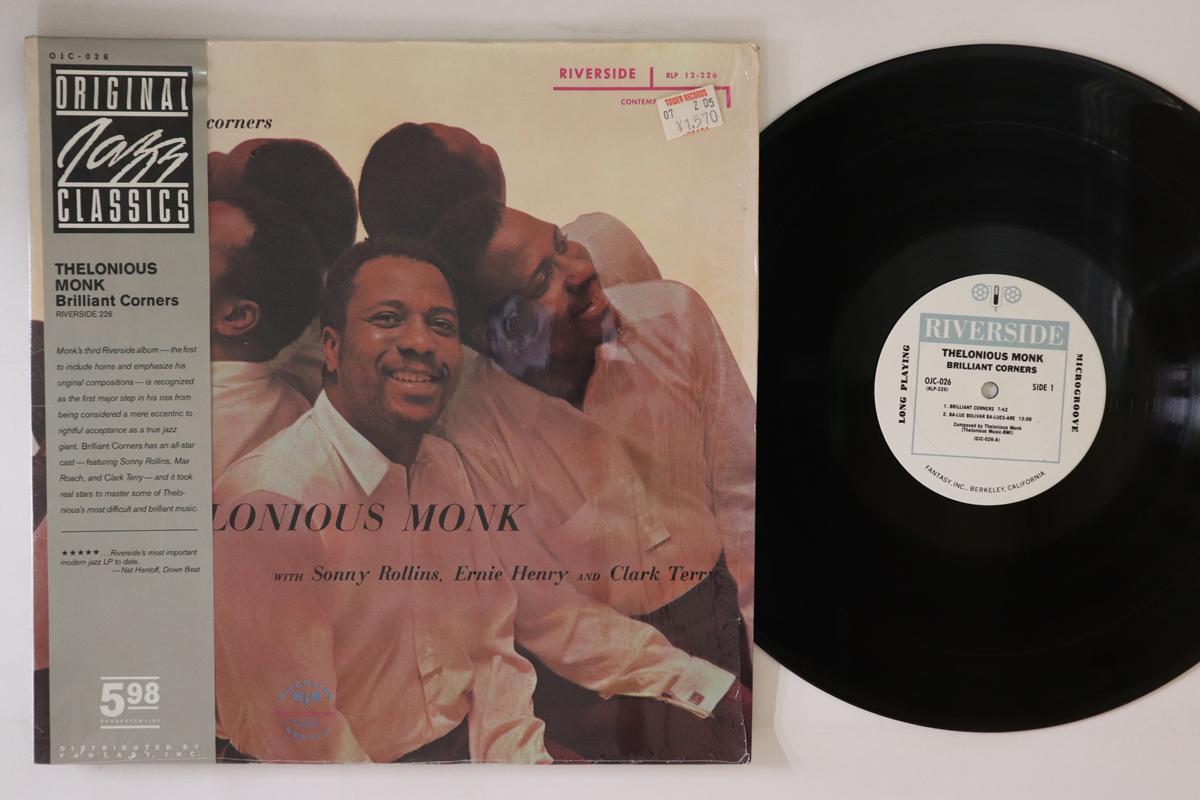 OJC-026
ORIGINAL
Jazz
CLASSICS
THELONIOUS
MONK
Brilliant Corners
RIVERSIDE 226
Monk's third Riverside album — the first
to include horns and emphasize his
original compositions — is recognized
as the first major step in his rise from
being considered a mere eccentric to
rightful acceptance as a true jazz
giant. Brilliant Corners has an all-star
cast — featuring Sonny Rollins, Max
Roach, and Clark Terry — and it took
real stars to master some of Thelo-
nious's most difficult and brilliant music.
★★★★★ . . . Riverside's most important
modern jazz LP to date.
— Nat Hentoff, Down Beat
5.98
DISTRIBUTED BY
FANTASY, INC.
corners
RIVERSIDE RLP 12-226
CONTEMP
TOWER RECORDS
07 Z 05
¥1,570
LONIOUS MONK
WITH Sonny Rollins, Ernie Henry AND Clark Terry
RIVERSIDE
RIVERSIDE
LONG PLAYING
MICROGROOVE
THELONIOUS MONK
BRILLIANT CORNERS
OJC-026 SIDE 1
(RLP-226)
1. BRILLIANT CORNERS 7:42
2. BA-LUE BOLIVAR BA-LUES-ARE 13:08
Composed by Thelonious Monk
(Thelonious Music-BMI)
(OJC-026-A)
FANTASY, INC., BERKELEY, CALIFORNIA